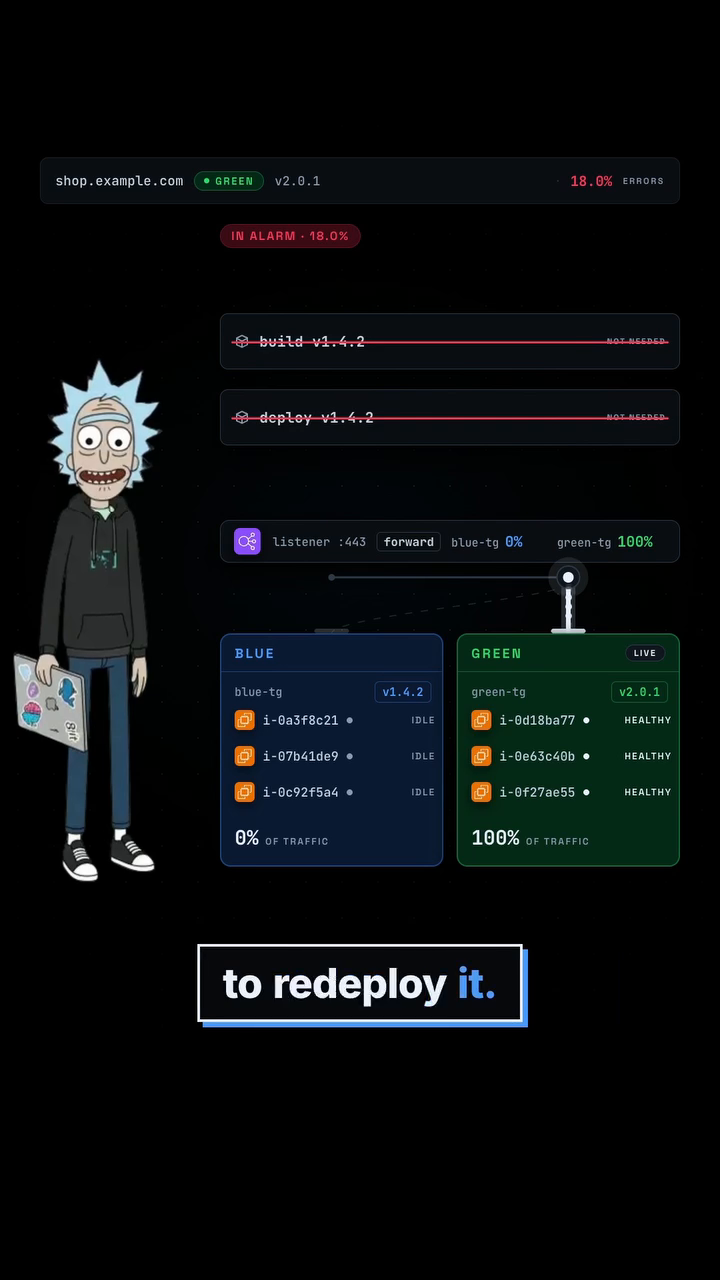 shop.example.com GREEN v2.0.1 18.0% ERRORS
IN ALARM · 18.0%
build v1.4.2 NOT NEEDED
deploy v1.4.2 NOT NEEDED
listener :443 forward blue-tg 0% green-tg 100%
BLUE
blue-tg v1.4.2
i-0a3f8c21 IDLE
i-07b41de9 IDLE
i-0c92f5a4 IDLE
0% OF TRAFFIC
GREEN LIVE
green-tg v2.0.1
i-0d18ba77 HEALTHY
i-0e63c40b HEALTHY
i-0f27ae55 HEALTHY
100% OF TRAFFIC
to redeploy it.